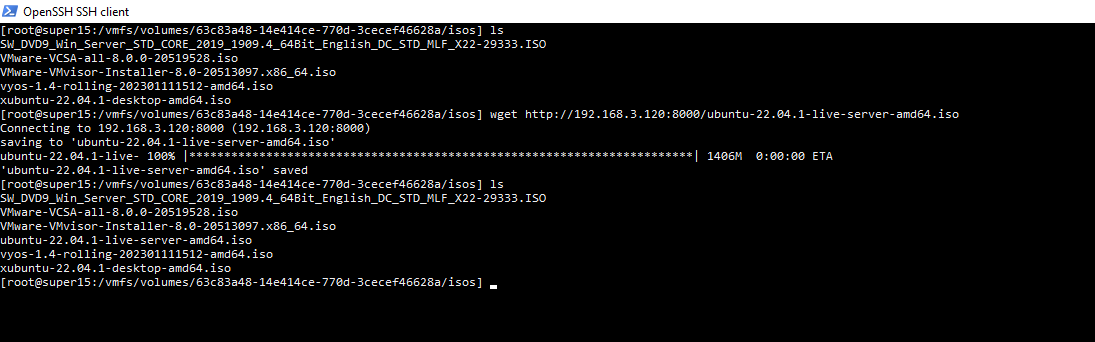 OpenSSH SSH client
[root@super15:/vmfs/volumes/63c83a48-14e414ce-770d-3cecef46628a/isos] ls
SW_DVD9_Win_Server_STD_CORE_2019_1909.4_64Bit_English_DC_STD_MLF_X22-29333.ISO
VMware-VCSA-all-8.0.0-20519528.iso
VMware-VMvisor-Installer-8.0-20513097.x86_64.iso
vyos-1.4-rolling-202301111512-amd64.iso
xubuntu-22.04.1-desktop-amd64.iso
[root@super15:/vmfs/volumes/63c83a48-14e414ce-770d-3cecef46628a/isos] wget http://192.168.3.120:8000/ubuntu-22.04.1-live-server-amd64.iso
Connecting to 192.168.3.120:8000 (192.168.3.120:8000)
saving to 'ubuntu-22.04.1-live-server-amd64.iso'
ubuntu-22.04.1-live- 100% |************************************************************************| 1406M  0:00:00 ETA
'ubuntu-22.04.1-live-server-amd64.iso' saved
[root@super15:/vmfs/volumes/63c83a48-14e414ce-770d-3cecef46628a/isos] ls
SW_DVD9_Win_Server_STD_CORE_2019_1909.4_64Bit_English_DC_STD_MLF_X22-29333.ISO
VMware-VCSA-all-8.0.0-20519528.iso
VMware-VMvisor-Installer-8.0-20513097.x86_64.iso
ubuntu-22.04.1-live-server-amd64.iso
vyos-1.4-rolling-202301111512-amd64.iso
xubuntu-22.04.1-desktop-amd64.iso
[root@super15:/vmfs/volumes/63c83a48-14e414ce-770d-3cecef46628a/isos]